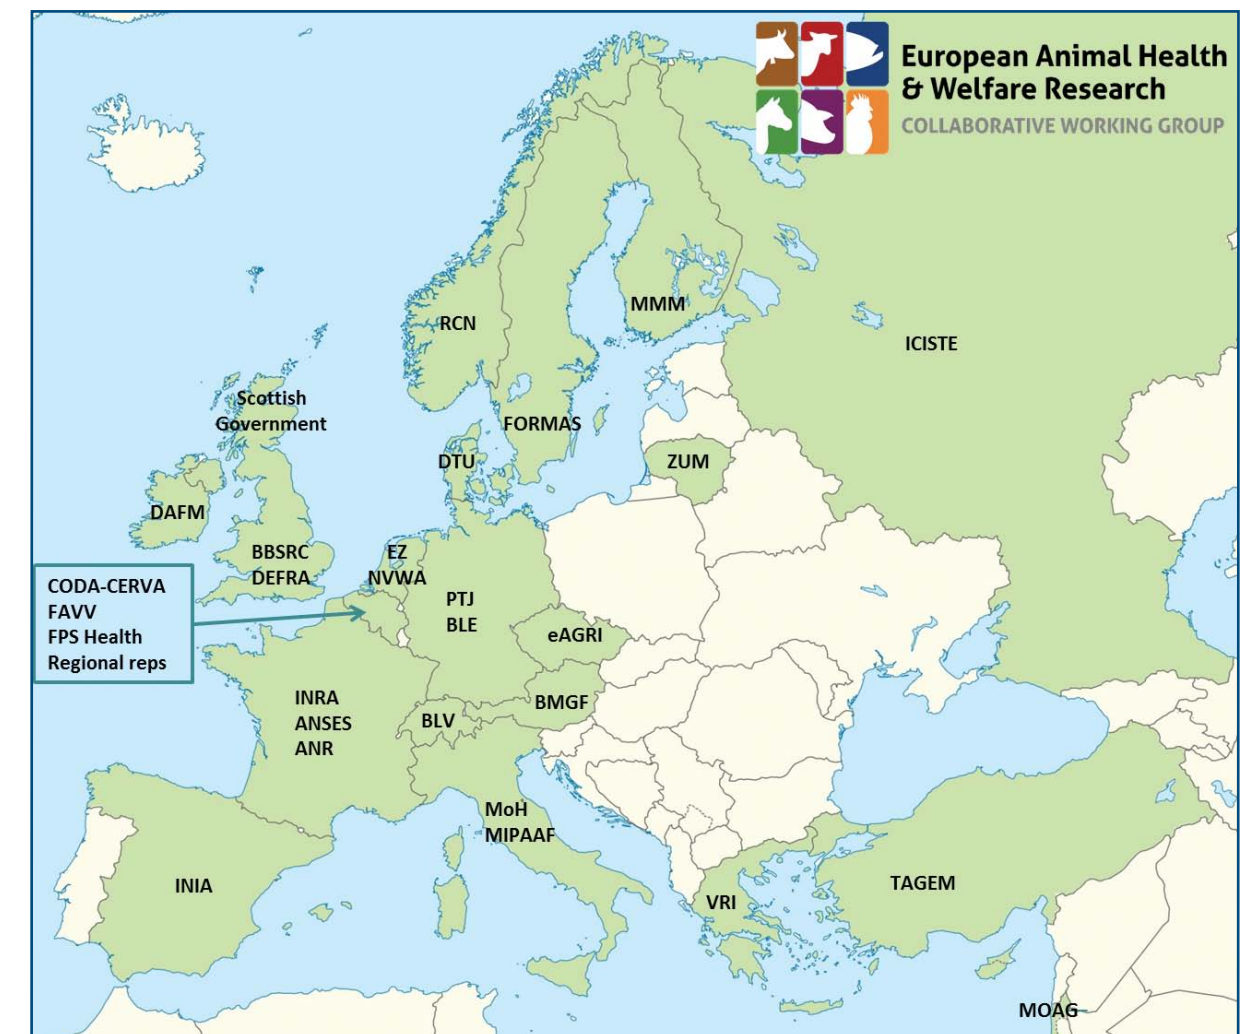 European Animal Health
& Welfare Research
COLLABORATIVE WORKING GROUP
MMM
RCN
ICISTE
Scottish
Government
FORMAS
DTU
ZUM
DAFM
BBSRC
DEFRA
EZ
NVWA
CODA-CERVA
FAVV
FPS Health
Regional reps
PTJ
BLE
eAGRI
INRA
ANSES
ANR
BLV
BMGF
MoH
MIPAAF
INIA
VRI
TAGEM
MOAG